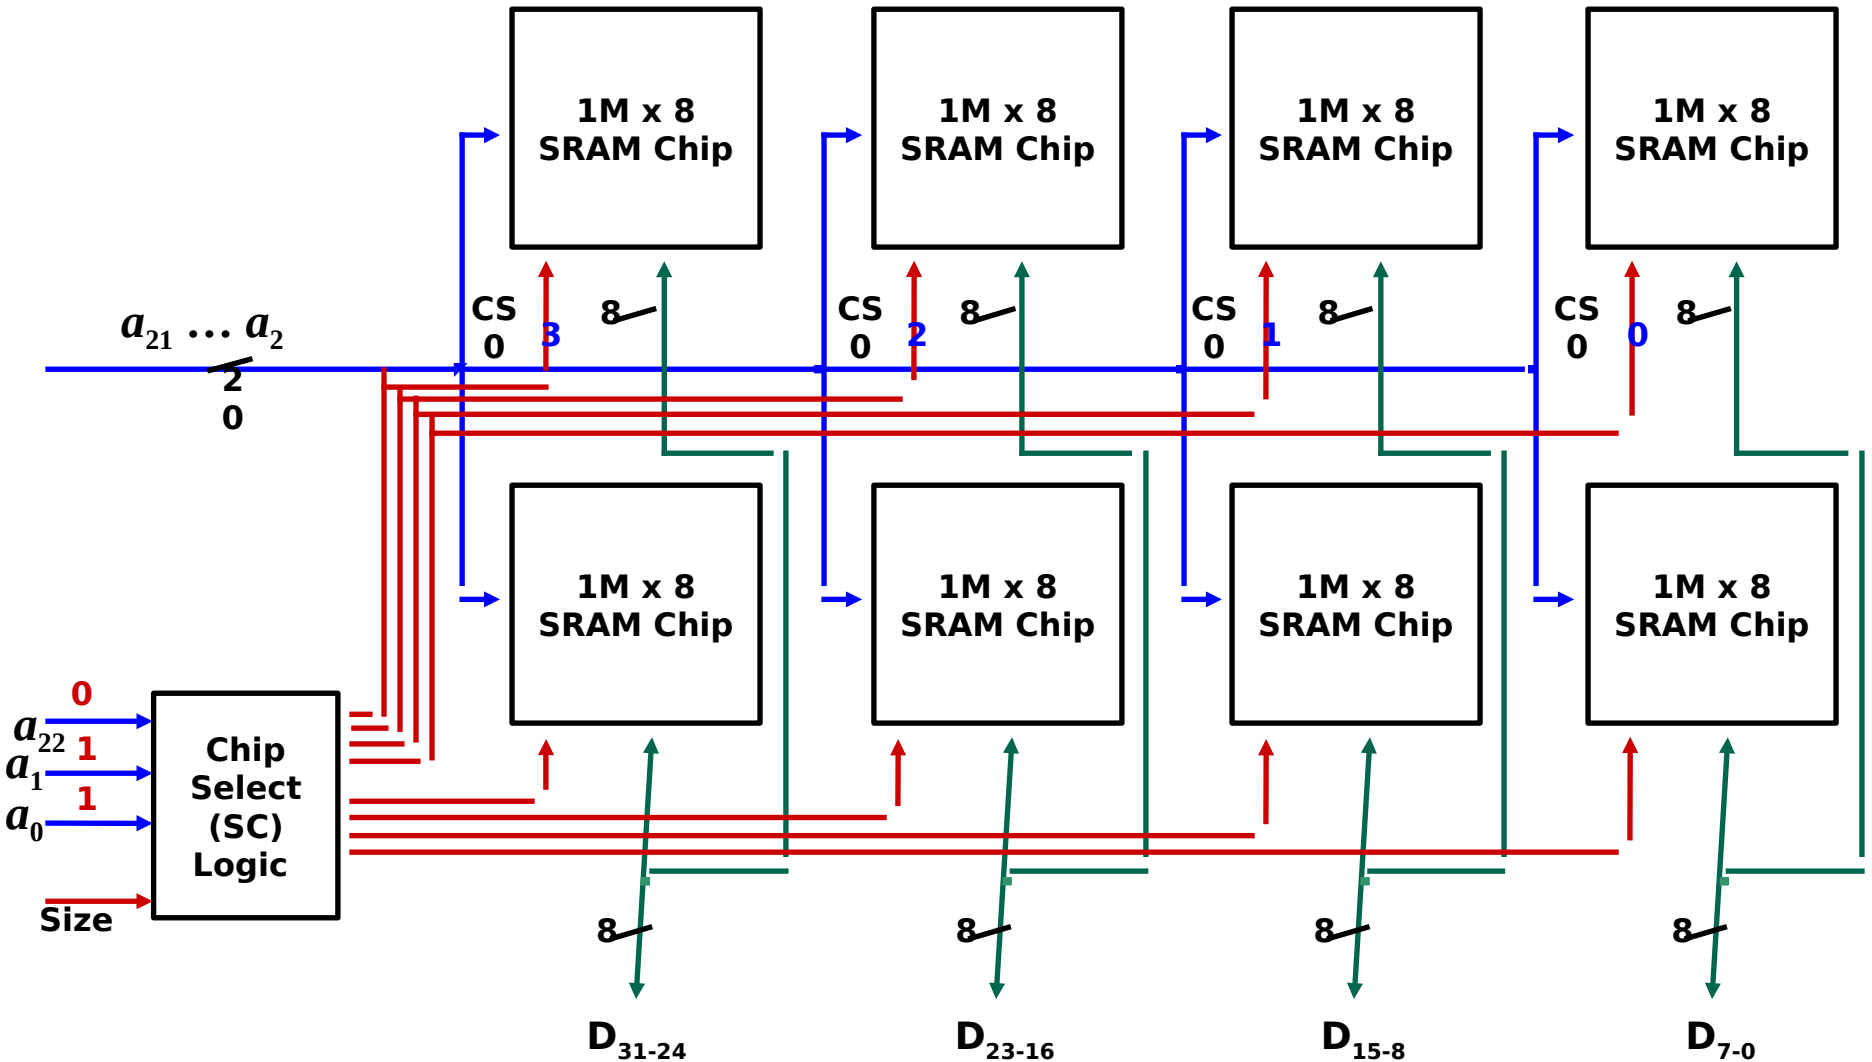 1M x 8 1M x 8 1M x 8 1M x 8
SRAM Chip SRAM Chip SRAM Chip SRAM Chip
CS 8 CS 8 CS 8 CS 8
0 3 0 2 0 1 0 0
a21 … a2
2
0
1M x 8 1M x 8 1M x 8 1M x 8
SRAM Chip SRAM Chip SRAM Chip SRAM Chip
0
a22
1
a1
1
a0
Size
Chip
Select
(SC)
Logic
8 8 8 8
D31-24 D23-16 D15-8 D7-0